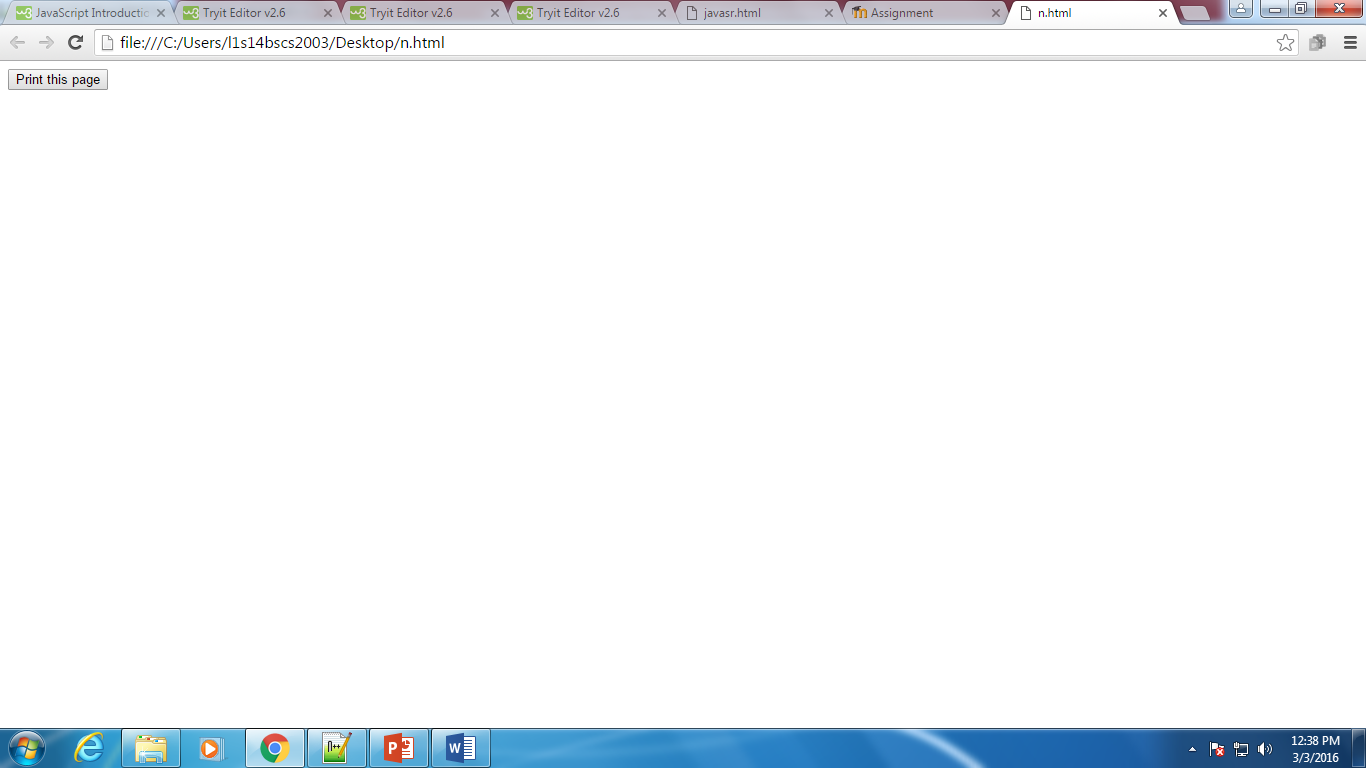 JavaScript Introductic
Tryit Editor v2.6
Tryit Editor v2.6
Tryit Editor v2.6
javasr.html
Assignment
n.html
file:///C:/Users/l1s14bscs2003/Desktop/n.html
Print this page
12:38 PM
3/3/2016